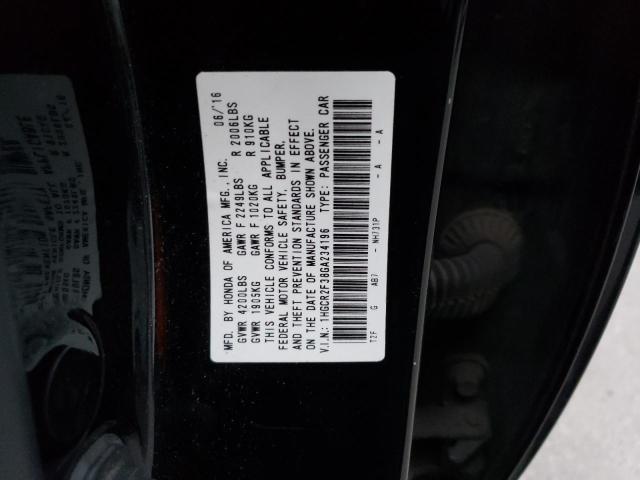 MFD. BY HONDA OF AMERICA MFG., INC. 06/'16
GVWR 4200LBS GAWR F 2249LBS R 2006LBS
GVWR 1905KG GAWR F 1020KG R 910KG
THIS VEHICLE CONFORMS TO ALL APPLICABLE
FEDERAL MOTOR VEHICLE SAFETY, BUMPER,
AND THEFT PREVENTION STANDARDS IN EFFECT
ON THE DATE OF MANUFACTURE SHOWN ABOVE.
V.I.N.: 1HGCR2F38GA234196 TYPE: PASSENGER CAR
T2F G AB7 - NH731P - A - A